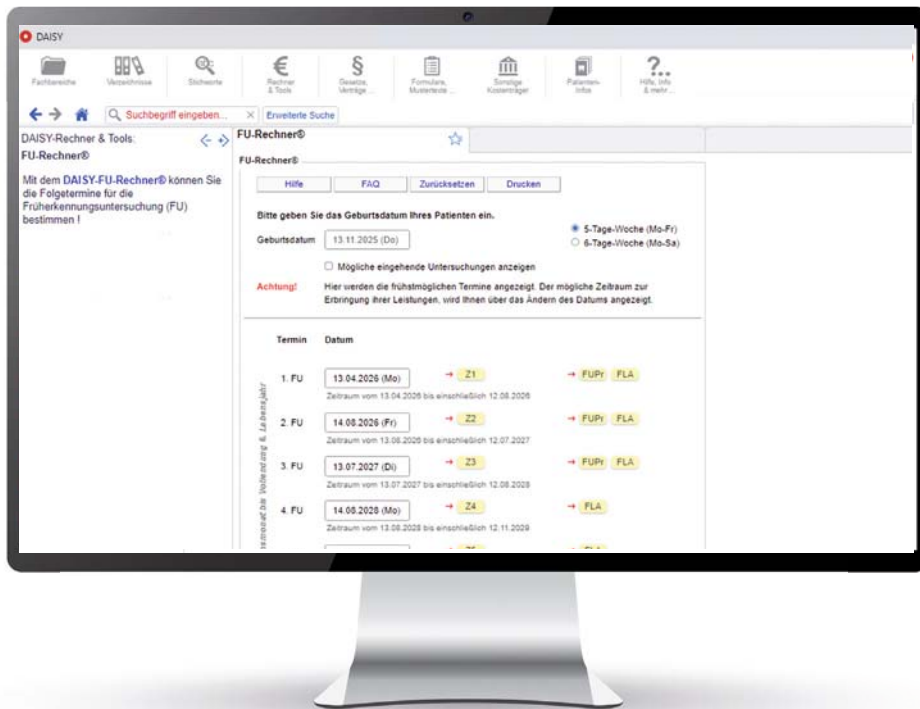 DAISY
Fachbereiche
Verzeichnisse
Stichworte
Rechner
& Tools
Gesetze,
Verträge ...
Formulare,
Mustertexte ...
Sonstige
Kostenträger
Patienten-
Infos
Hilfe, Info
& mehr ...
Suchbegriff eingeben...
Erweiterte Suche
DAISY-Rechner & Tools:
FU-Rechner®
Mit dem DAISY-FU-Rechner® können Sie
die Folgetermine für die
Früherkennungsuntersuchung (FU)
bestimmen !
FU-Rechner®
FU-Rechner®
Hilfe FAQ Zurücksetzen Drucken
Bitte geben Sie das Geburtsdatum Ihres Patienten ein.
Geburtsdatum 13.11.2025 (Do)
5-Tage-Woche (Mo-Fr)
6-Tage-Woche (Mo-Sa)
Mögliche eingehende Untersuchungen anzeigen
Achtung! Hier werden die frühstmöglichen Termine angezeigt. Der mögliche Zeitraum zur
Erbringung ihrer Leistungen, wird Ihnen über das Ändern des Datums angezeigt.
Termin Datum
1. FU 13.04.2026 (Mo) → Z1 → FUPr FLA
Zeitraum vom 13.04.2026 bis einschließlich 12.08.2026
2. FU 14.08.2026 (Fr) → Z2 → FUPr FLA
Zeitraum vom 13.08.2026 bis einschließlich 12.07.2027
3. FU 13.07.2027 (Di) → Z3 → FUPr FLA
Zeitraum vom 13.07.2027 bis einschließlich 12.08.2028
4. FU 14.08.2028 (Mo) → Z4 → FLA
Zeitraum vom 13.08.2028 bis einschließlich 12.11.2029
smonat bis Vollendung 6. Lebensjahr